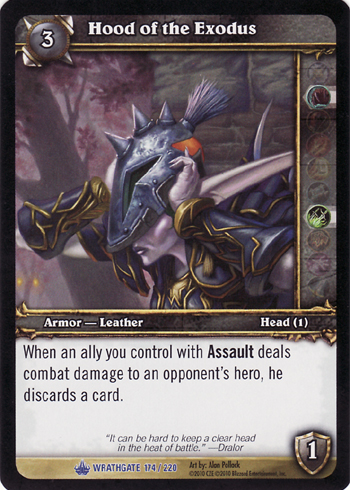 3
Hood of the Exodus
Armor — Leather
Head (1)
When an ally you control with Assault deals
combat damage to an opponent's hero, he
discards a card.
"It can be hard to keep a clear head
in the heat of battle." —Dralor
WRATHGATE 174 / 220
Art by: Alan Pollack
©2010 CZE ©2010 Blizzard Entertainment, Inc.
1